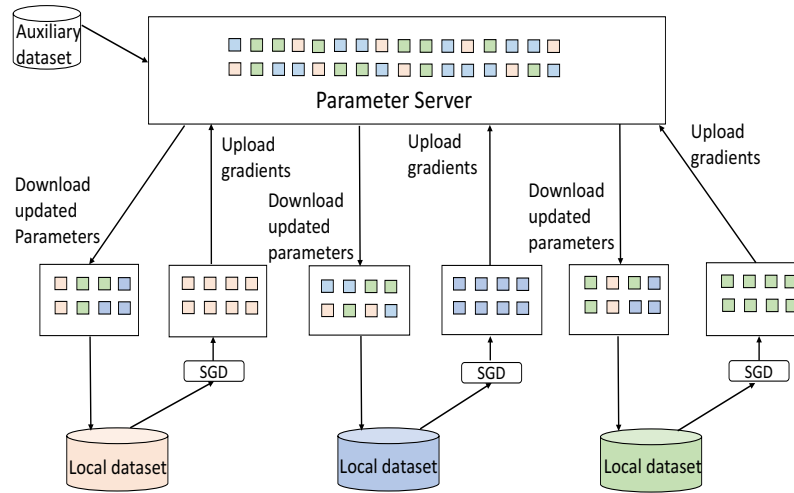 Auxiliary
dataset
Parameter Server
Download
updated
Parameters
Upload
gradients
Download
updated
parameters
Upload
gradients
Download
updated
parameters
Upload
gradients
SGD
SGD
SGD
Local dataset
Local dataset
Local dataset